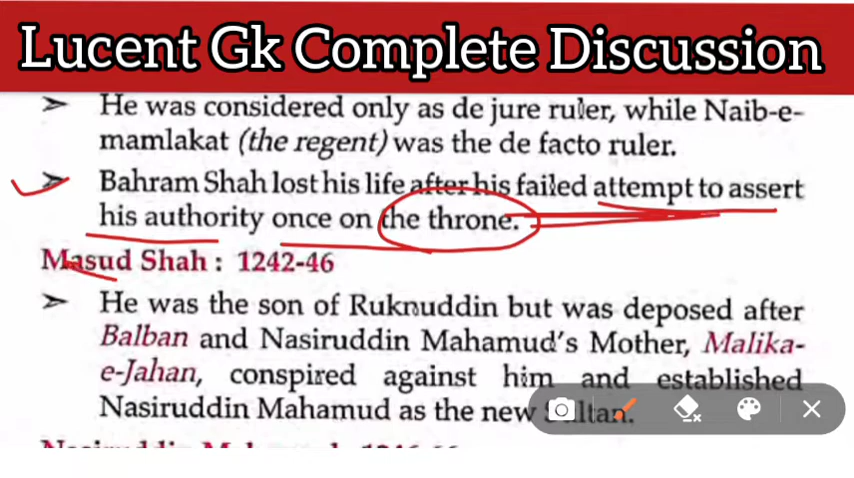 Lucent Gk Complete Discussion
➤ He was considered only as de jure ruler, while Naib-e-
mamlakat (the regent) was the de facto ruler.
➤ Bahram Shah lost his life after his failed attempt to assert
his authority once on the throne.
Masud Shah : 1242-46
➤ He was the son of Ruknuddin but was deposed after
Balban and Nasiruddin Mahamud's Mother, Malika-
e-Jahan, conspired against him and established
Nasiruddin Mahamud as the new Sultan.